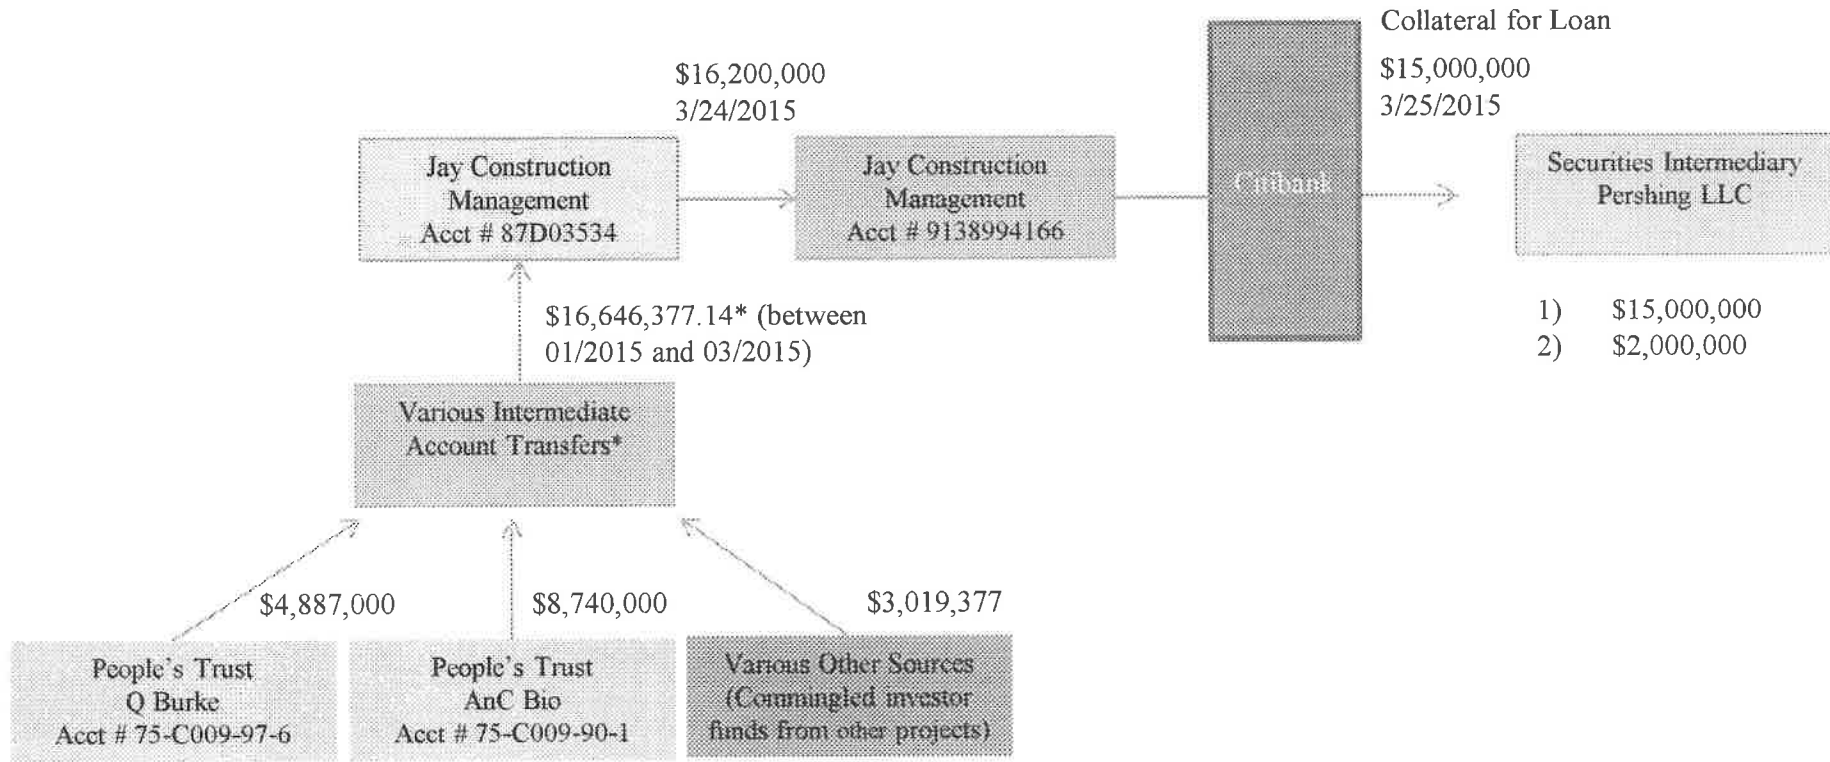 Collateral for Loan
$15,000,000
3/25/2015
$16,200,000
3/24/2015
Jay Construction
Management
Acct # 87D03534
Jay Construction
Management
Acct # 9138994166
Citibank
Securities Intermediary
Pershing LLC
1) $15,000,000
2) $2,000,000
$16,646,377.14* (between
01/2015 and 03/2015)
Various Intermediate
Account Transfers*
$4,887,000
$8,740,000
$3,019,377
People's Trust
Q Burke
Acct # 75-C009-97-6
People's Trust
AnC Bio
Acct # 75-C009-90-1
Various Other Sources
(Commingled investor
funds from other projects)